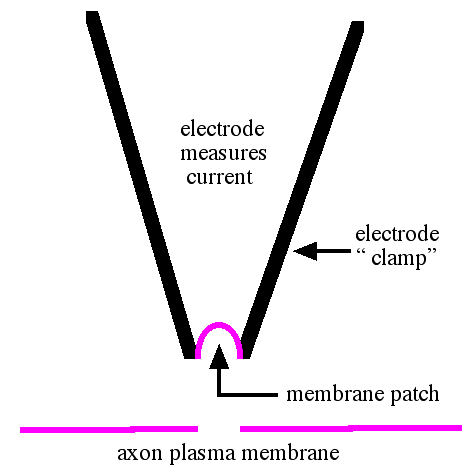 electrode
measures
current
electrode
“ clamp”
membrane patch
axon plasma membrane